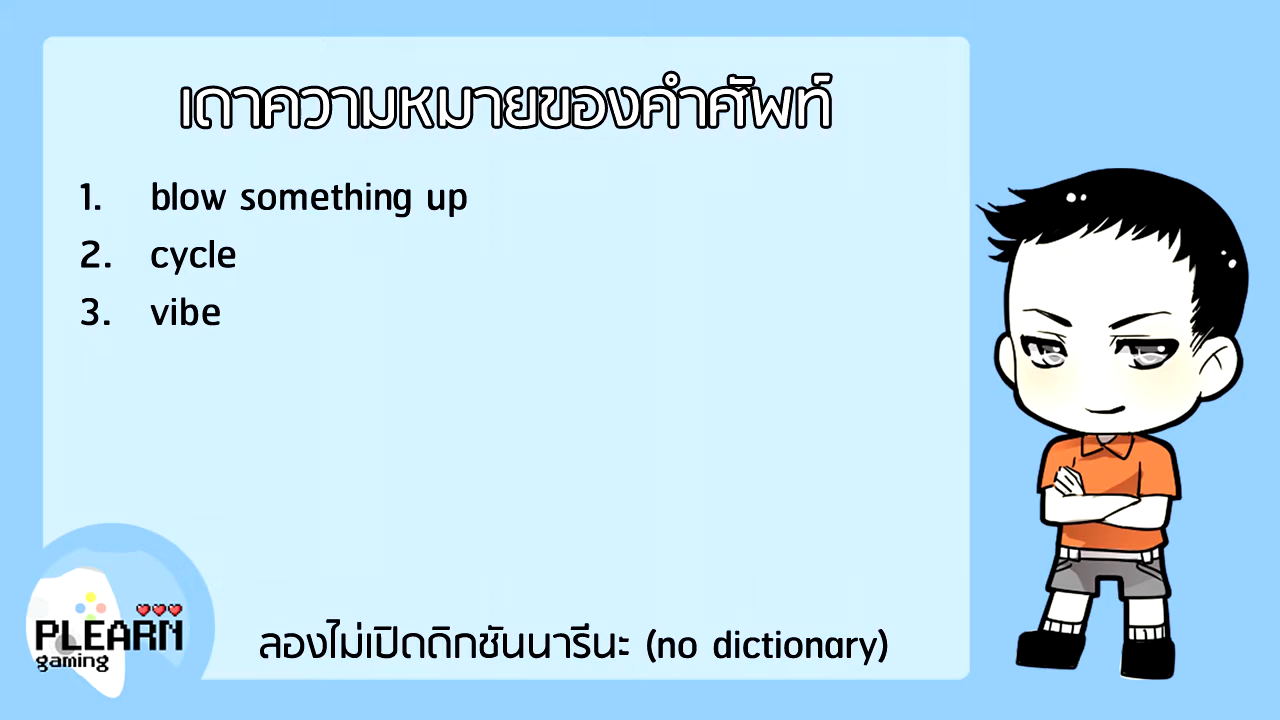 เดาความหมายของคำศัพท์
1. blow something up
2. cycle
3. vibe
PLEARN
gaming
ลองไม่เปิดดิกชันนารีนะ (no dictionary)